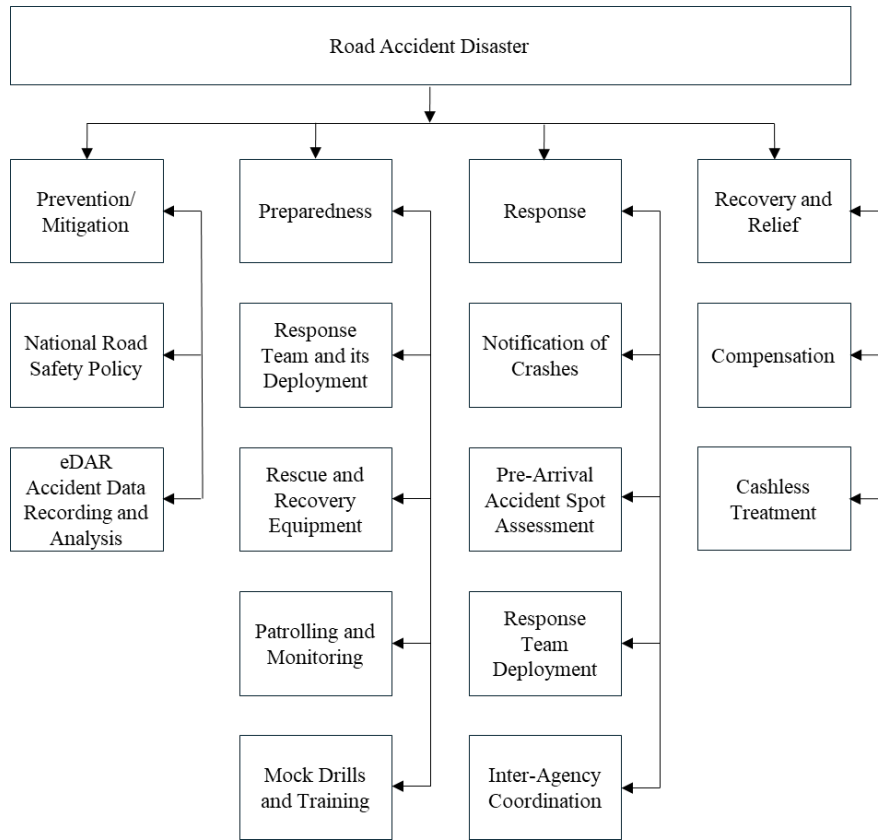 Road Accident Disaster
Prevention/
Mitigation
Preparedness
Response
Recovery and
Relief
National Road
Safety Policy
Response
Team and its
Deployment
Notification of
Crashes
Compensation
eDAR
Accident Data
Recording and
Analysis
Rescue and
Recovery
Equipment
Pre-Arrival
Accident Spot
Assessment
Cashless
Treatment
Patrolling and
Monitoring
Response
Team
Deployment
Mock Drills
and Training
Inter-Agency
Coordination